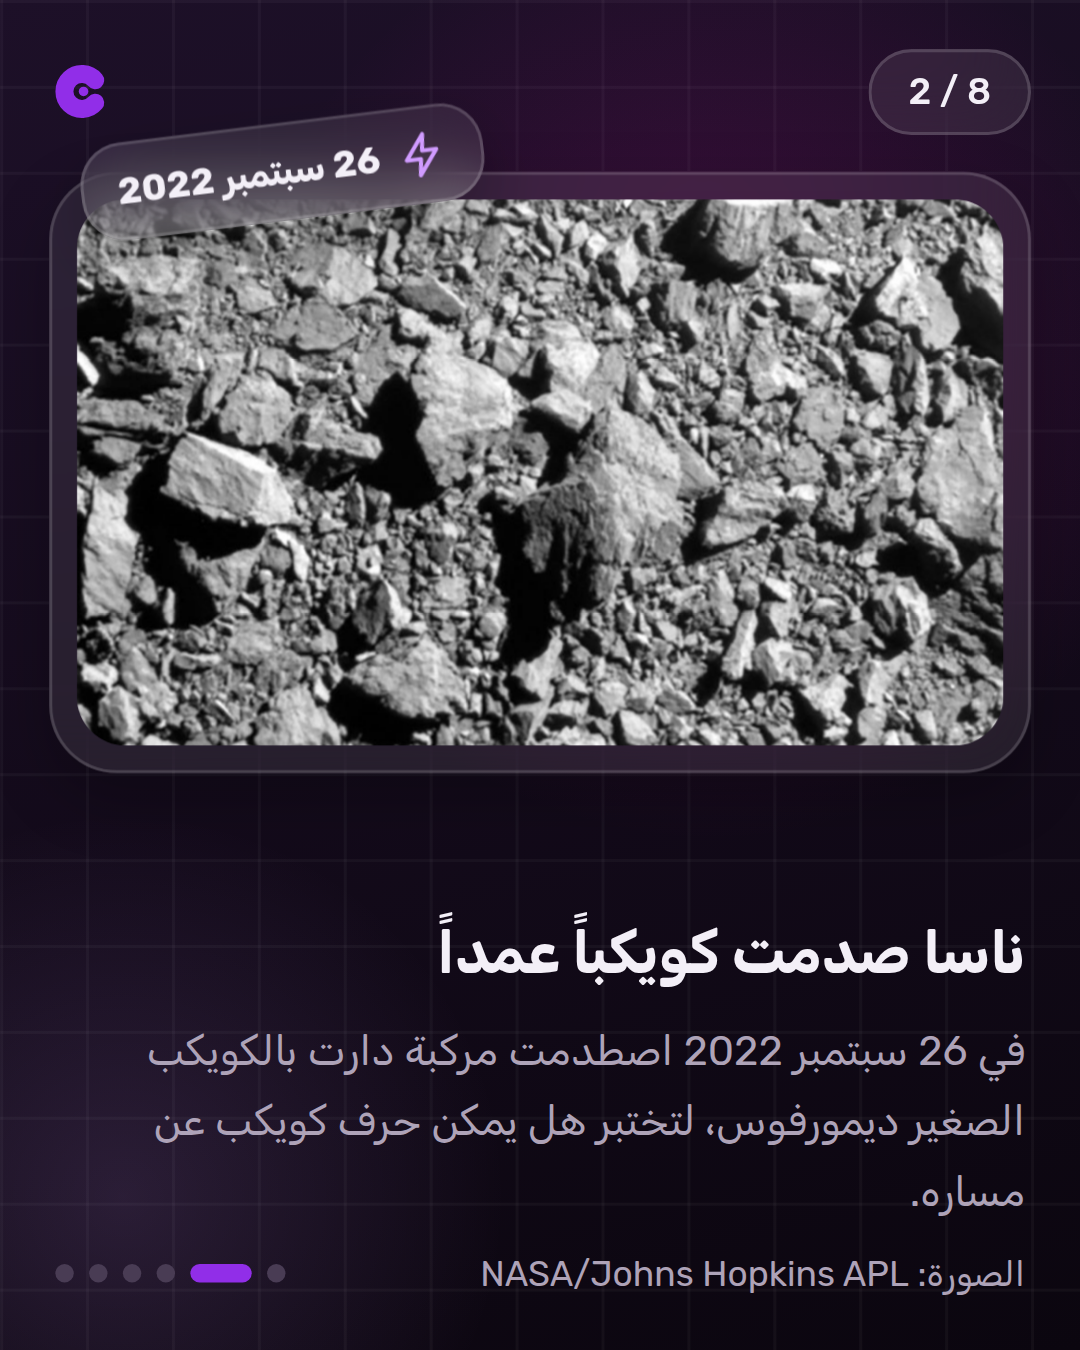 2 / 8
26 سبتمبر 2022
ناسا صدمت كويكباً عمداً
في 26 سبتمبر 2022 اصطدمت مركبة دارت بالكويكب
الصغير ديمورفوس، لتختبر هل يمكن حرف كويكب عن
مساره.
الصورة: NASA/Johns Hopkins APL